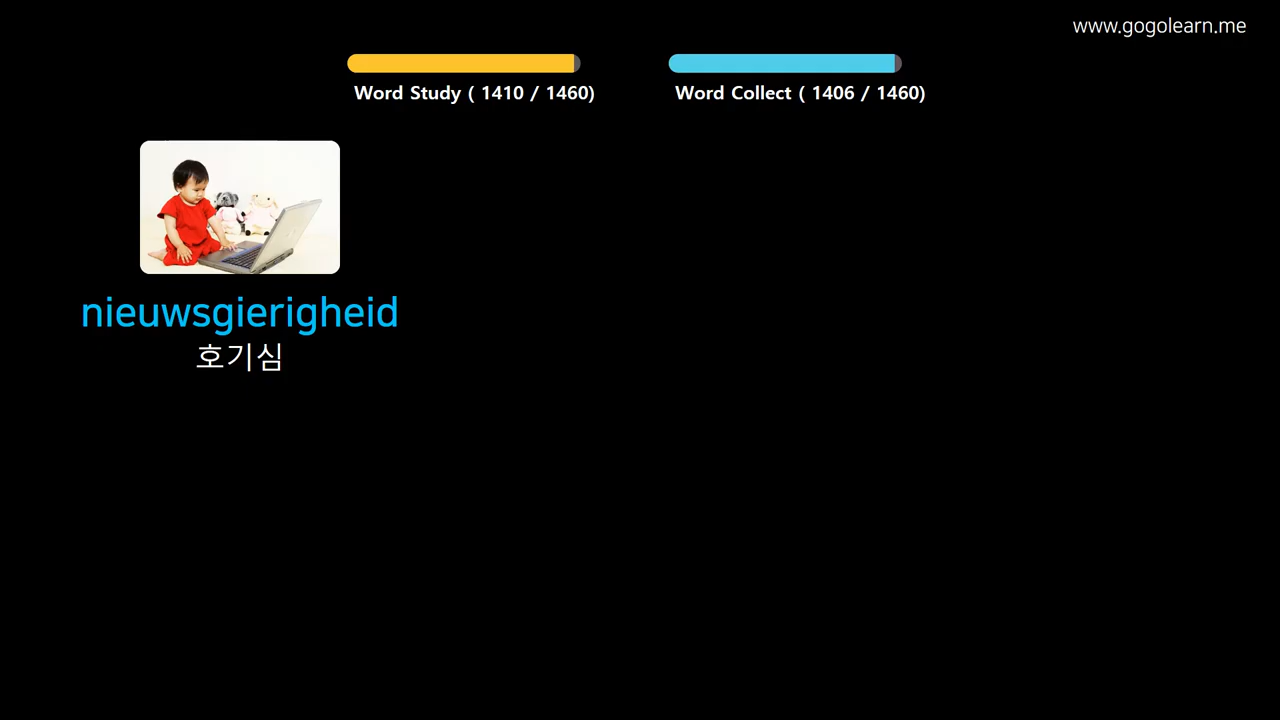 www.gogolearn.me
Word Study ( 1410 / 1460)
Word Collect ( 1406 / 1460)
nieuwsgierigheid
호기심